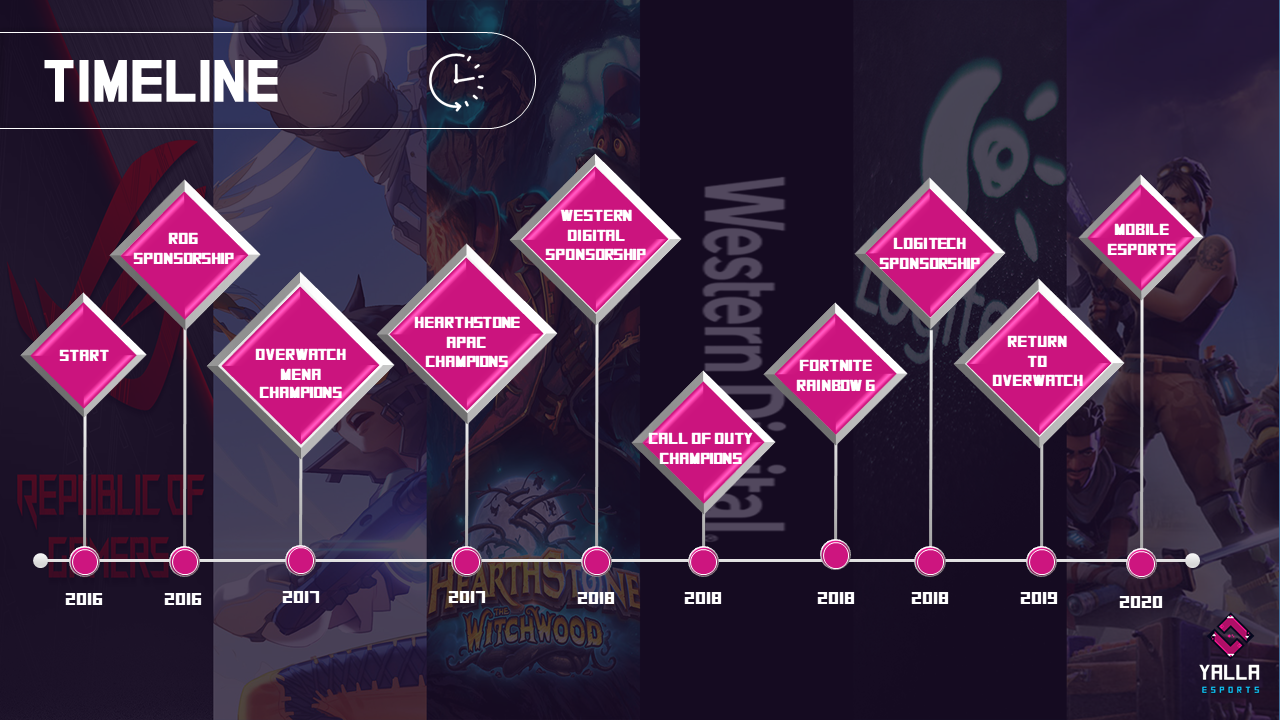 TIMELINE
START
ROG
SPONSORSHIP
OVERWATCH
MENA
CHAMPIONS
HEARTHSTONE
APAC
CHAMPIONS
WESTERN
DIGITAL
SPONSORSHIP
CALL OF DUTY
CHAMPIONS
FORTNITE
RAINBOW 6
LOGITECH
SPONSORSHIP
RETURN
TO
OVERWATCH
MOBILE
ESPORTS
REPUBLIC OF
GAMERS
Western Digital.
Logite
HEARTHSTONE
THE
WITCHWOOD
2016
2016
2017
2017
2018
2018
2018
2018
2019
2020
YALLA
ESPORTS